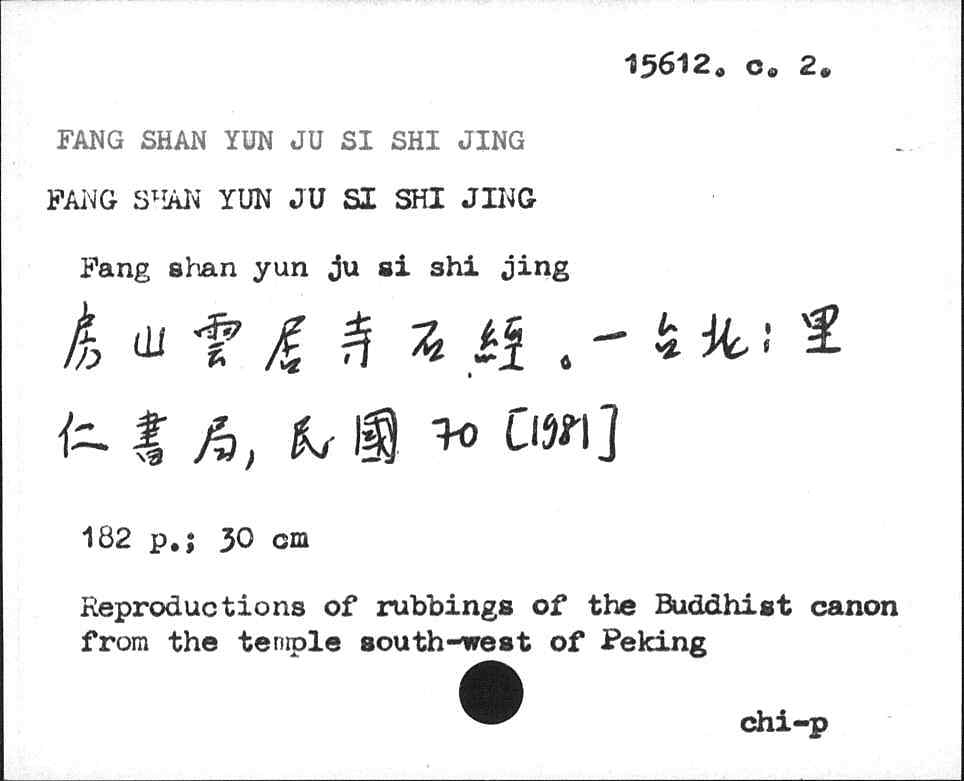 15612. c. 2.
FANG SHAN YUN JU SI SHI JING
FANG SHAN YUN JU SI SHI JING
Fang shan yun ju si shi jing
房山雲居寺石經。—台北：里
仁書局, 民國 70 [1981]
182 p.; 30 cm
Reproductions of rubbings of the Buddhist canon
from the temple south-west of Peking
chi-p